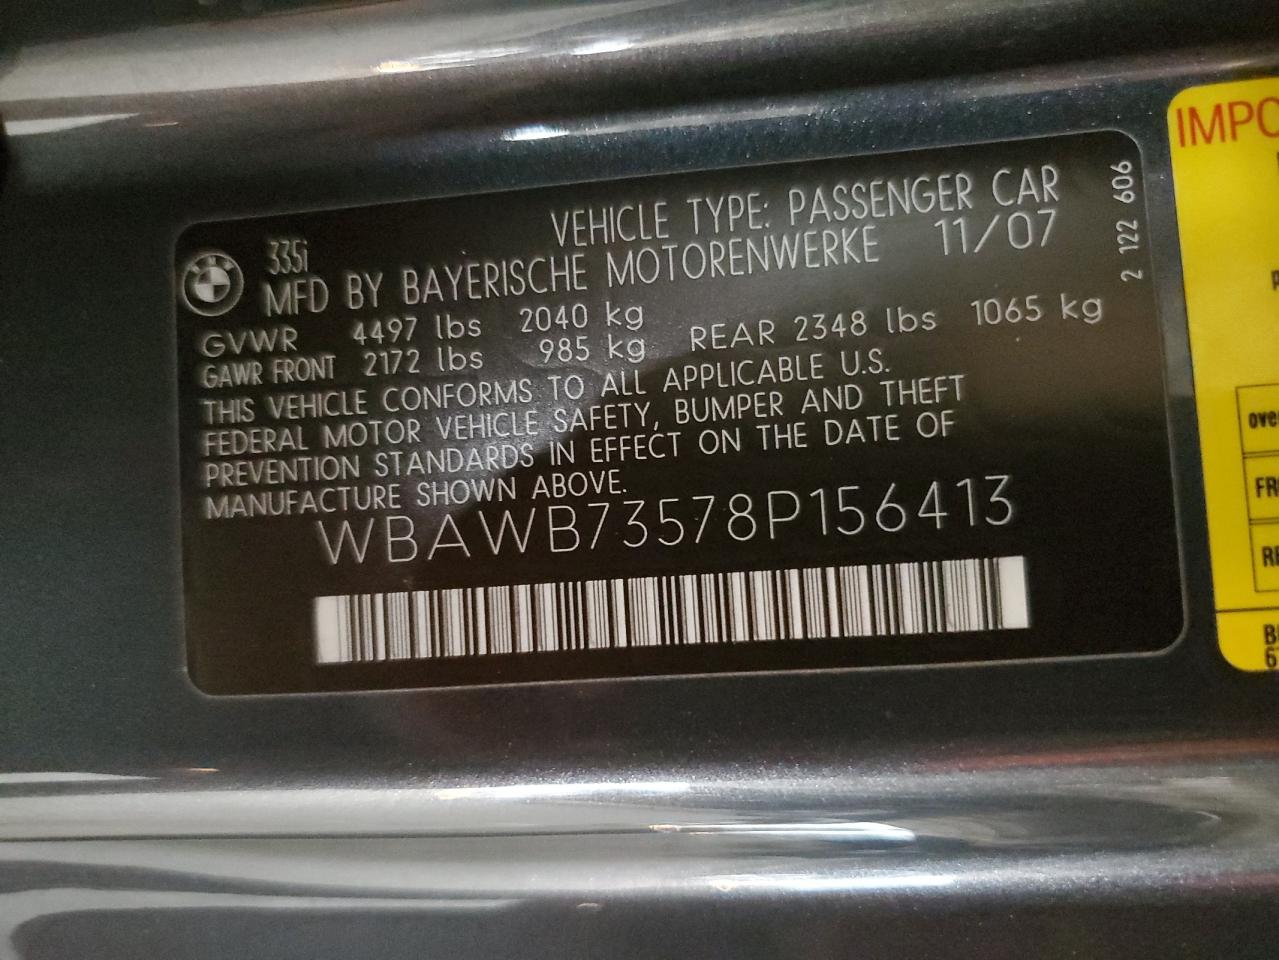 335i VEHICLE TYPE: PASSENGER CAR
MFD BY BAYERISCHE MOTORENWERKE 11/07
GVWR 4497 lbs 2040 kg
GAWR FRONT 2172 lbs 985 kg REAR 2348 lbs 1065 kg
THIS VEHICLE CONFORMS TO ALL APPLICABLE U.S.
FEDERAL MOTOR VEHICLE SAFETY, BUMPER AND THEFT
PREVENTION STANDARDS IN EFFECT ON THE DATE OF
MANUFACTURE SHOWN ABOVE.
WBAWB73578P156413
2 122 606